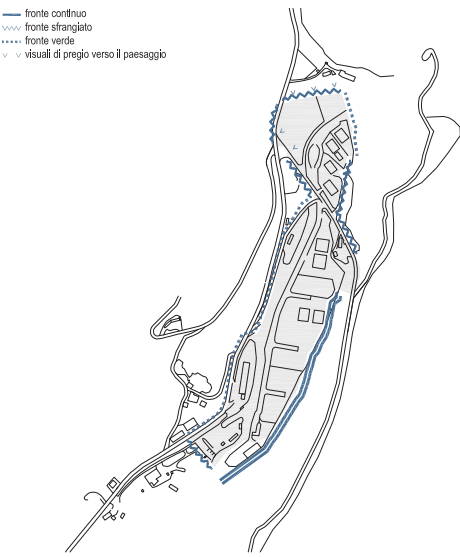 fronte continuo
fronte sfrangiato
fronte verde
visuali di pregio verso il paesaggio